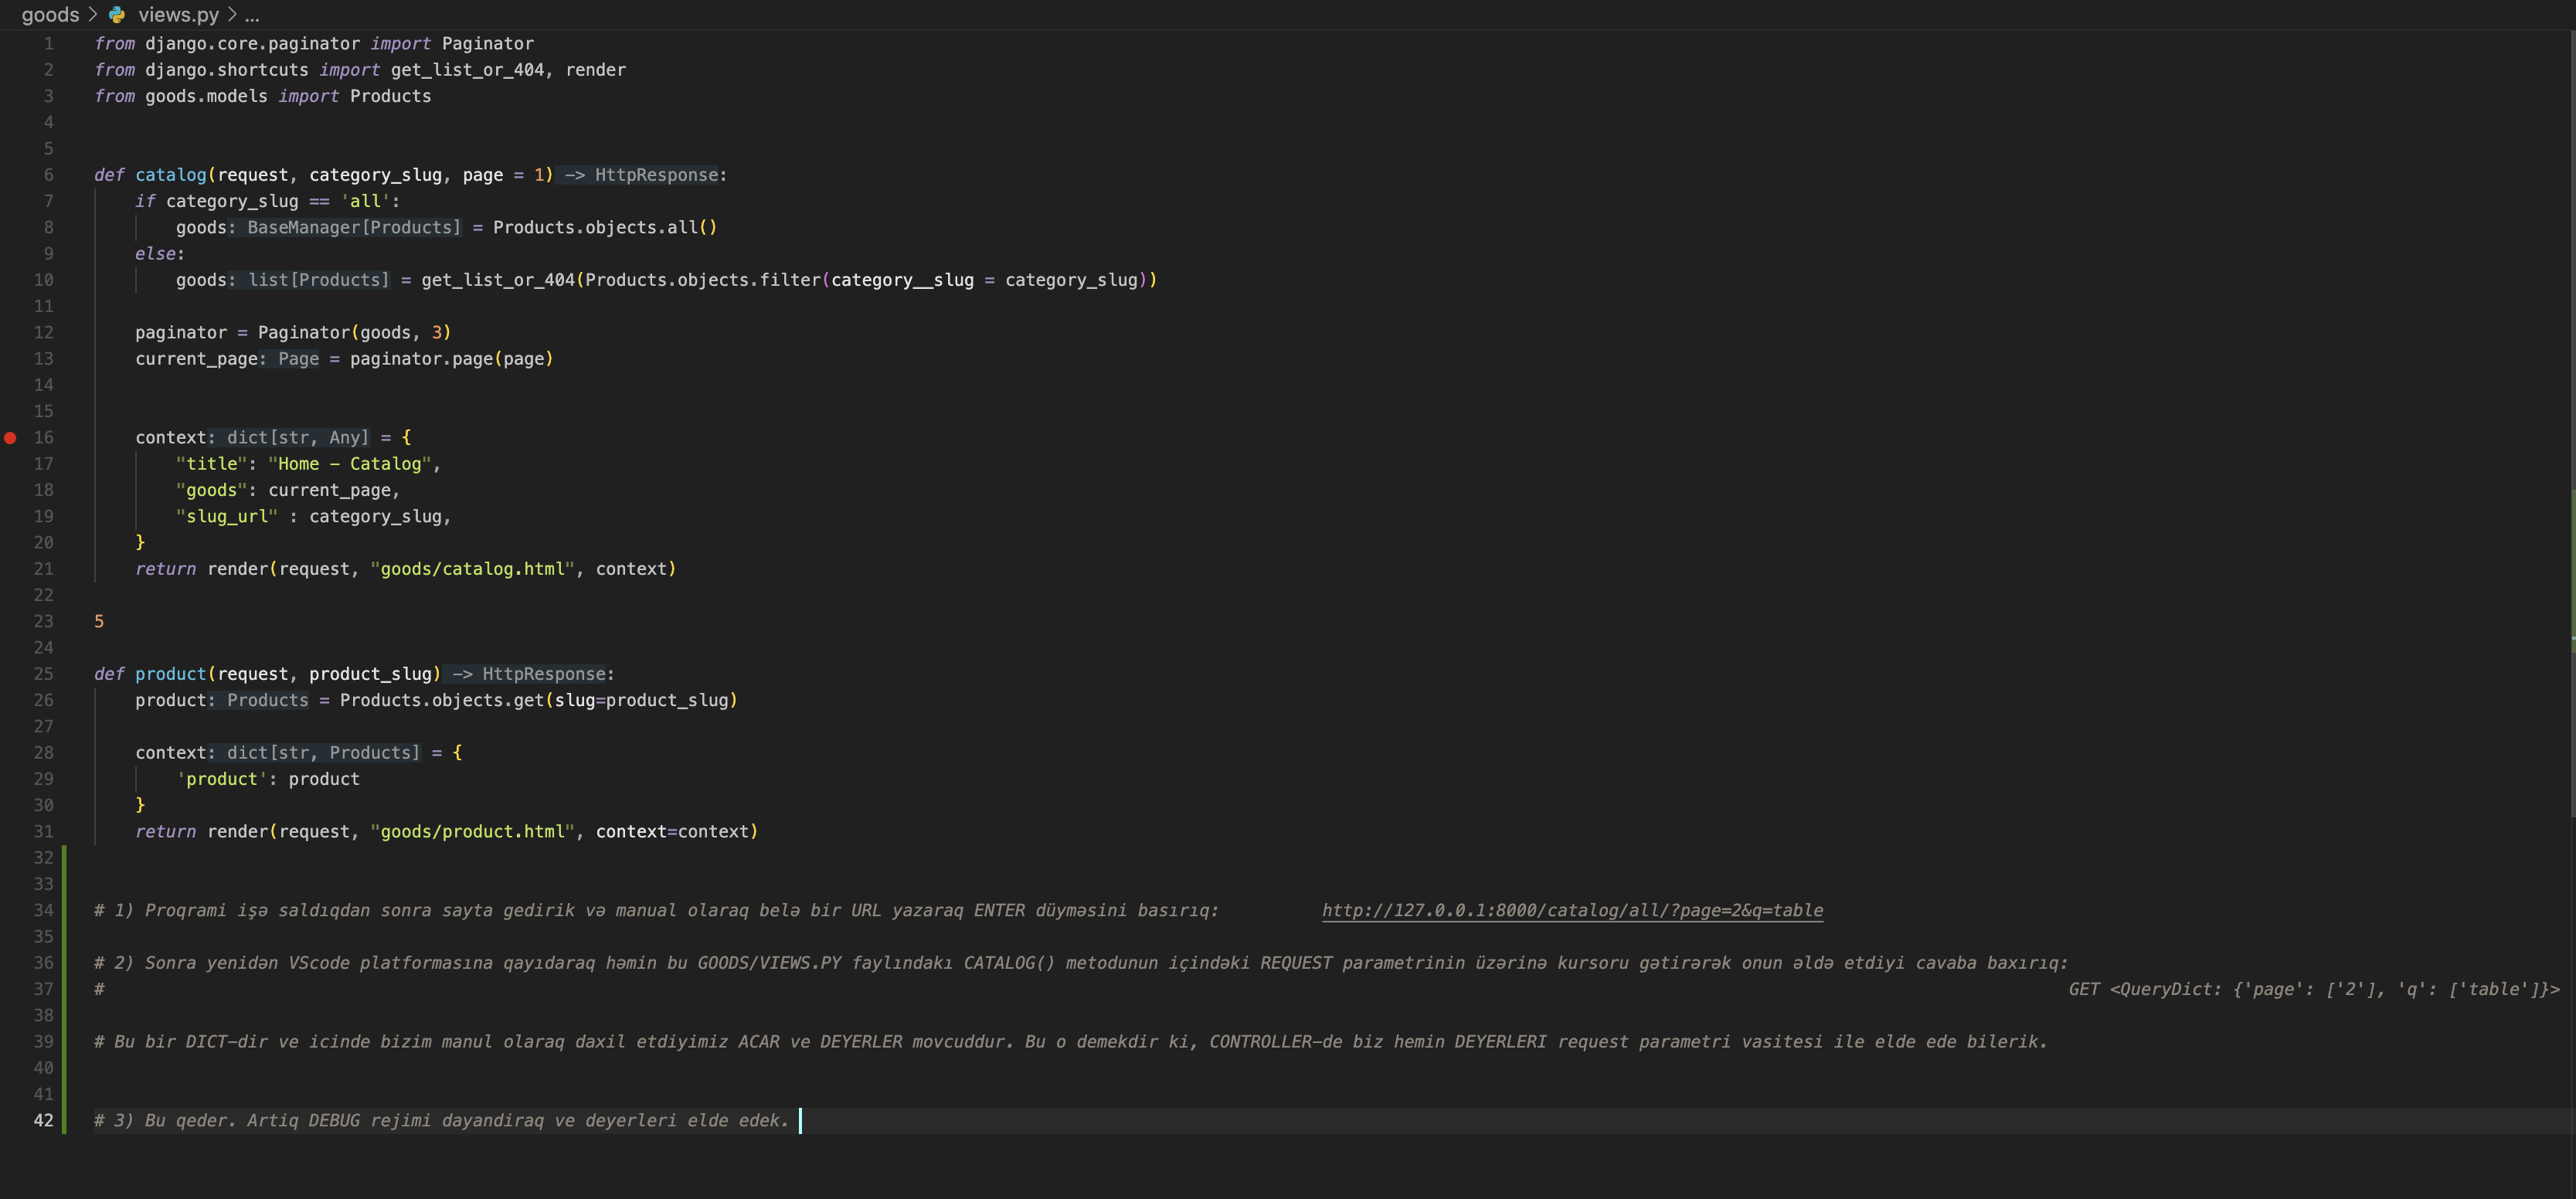 goods > views.py > ...
1 from django.core.paginator import Paginator
2 from django.shortcuts import get_list_or_404, render
3 from goods.models import Products
4
5
6 def catalog(request, category_slug, page = 1) -> HttpResponse:
7     if category_slug == 'all':
8         goods: BaseManager[Products] = Products.objects.all()
9     else:
10         goods: list[Products] = get_list_or_404(Products.objects.filter(category__slug = category_slug))
11
12     paginator = Paginator(goods, 3)
13     current_page: Page = paginator.page(page)
14
15
16     context: dict[str, Any] = {
17         "title": "Home - Catalog",
18         "goods": current_page,
19         "slug_url" : category_slug,
20     }
21     return render(request, "goods/catalog.html", context)
22
23 5
24
25 def product(request, product_slug) -> HttpResponse:
26     product: Products = Products.objects.get(slug=product_slug)
27
28     context: dict[str, Products] = {
29         'product': product
30     }
31     return render(request, "goods/product.html", context=context)
32
33
34 # 1) Proqrami işə saldıqdan sonra sayta gedirik və manual olaraq belə bir URL yazaraq ENTER düyməsini basırıq:          http://127.0.0.1:8000/catalog/all/?page=2&q=table
35
36 # 2) Sonra yenidən VScode platformasına qayıdaraq həmin bu GOODS/VIEWS.PY faylındakı CATALOG() metodunun içindəki REQUEST parametrinin üzərinə kursoru gətirərək onun əldə etdiyi cavaba baxırıq:
37 #          GET <QueryDict: {'page': ['2'], 'q': ['table']}>
38
39 # Bu bir DICT-dir ve icinde bizim manul olaraq daxil etdiyimiz ACAR ve DEYERLER movcuddur. Bu o demekdir ki, CONTROLLER-de biz hemin DEYERLERI request parametri vasitesi ile elde ede bilerik.
40
41
42 # 3) Bu qeder. Artiq DEBUG rejimi dayandiraq ve deyerleri elde edek.